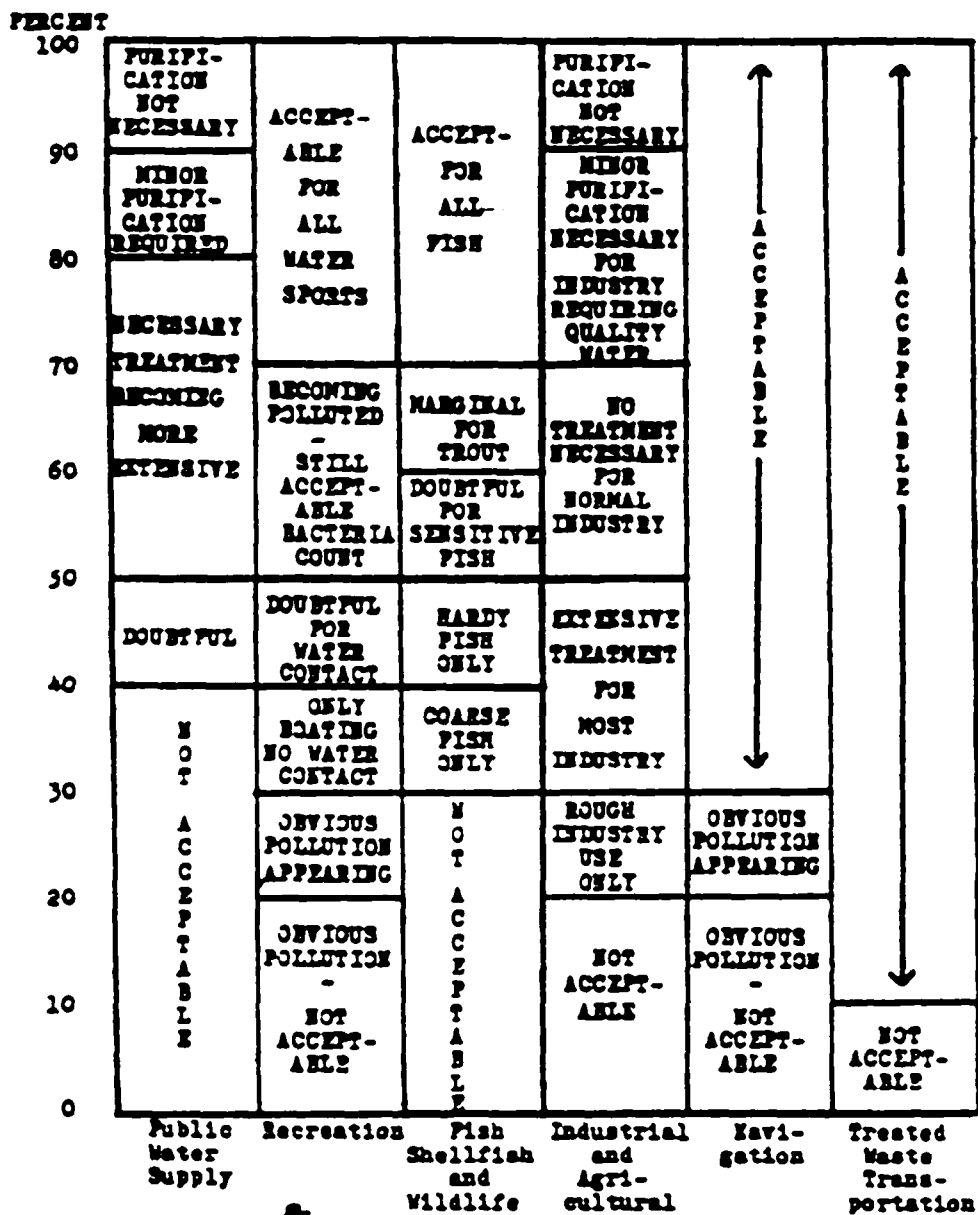 PERCENT
100
90
80
70
60
50
40
30
20
10
0
PURIFI-
CATION
NOT
NECESSARY
MINOR
PURIFI-
CATION
REQUIRED
NECESSARY
TREATMENT
BECOMING
MORE
EXTENSIVE
DOUBTFUL
NOT ACCEPTABLE
Public
Water
Supply
ACCEPT-
ABLE
FOR
ALL
WATER
SPORTS
BECOMING
POLLUTED
-
STILL
ACCEPT-
ABLE
BACTERIA
COUNT
DOUBTFUL
FOR
WATER
CONTACT
ONLY
BOATING
NO WATER
CONTACT
OBVIOUS
POLLUTION
APPEARING
OBVIOUS
POLLUTION
-
NOT
ACCEPT-
ABLE
Recreation
ACCEPT-
FOR
ALL-
FISH
MARGINAL
FOR
TROUT
DOUBTFUL
FOR
SENSITIVE
FISH
HARDY
FISH
ONLY
COARSE
FISH
ONLY
NOT ACCEPTABLE
Fish
Shellfish
and
Wildlife
PURIFI-
CATION
NOT
NECESSARY
MINOR
PURIFI-
CATION
NECESSARY
FOR
INDUSTRY
REQUIRING
QUALITY
WATER
NO
TREATMENT
NECESSARY
FOR
NORMAL
INDUSTRY
EXTENSIVE
TREATMENT
FOR
MOST
INDUSTRY
ROUGH
INDUSTRY
USE
ONLY
NOT
ACCEPT-
ABLE
Industrial
and
Agri-
cultural
ACCEPTABLE
OBVIOUS
POLLUTION
APPEARING
OBVIOUS
POLLUTION
-
NOT
ACCEPT-
ABLE
Navi-
gation
ACCEPTABLE
NOT
ACCEPT-
ABLE
Treated
Waste
Trans-
portation
a.